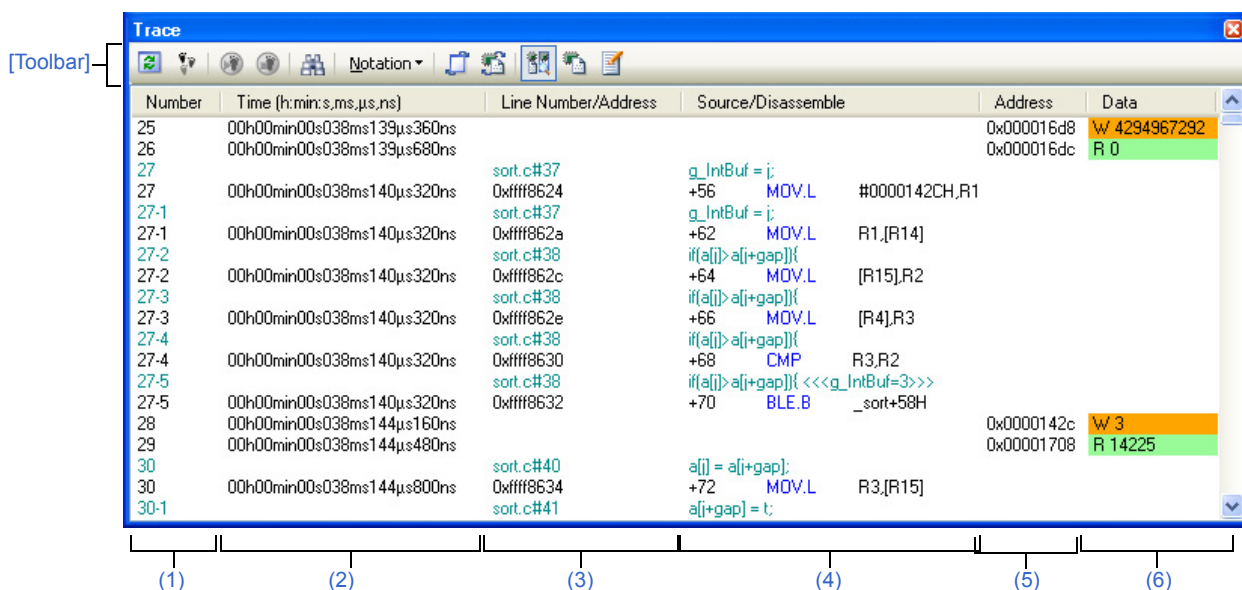 Trace
[Toolbar]
Notation
Number Time (h:min:s,ms,µs,ns) Line Number/Address Source/Disassemble Address Data
25 00h00min00s038ms139µs360ns 0x000016d8 W 4294967292
26 00h00min00s038ms139µs680ns 0x000016dc R 0
27 sort.c#37 g_IntBuf = j;
27 00h00min00s038ms140µs320ns 0xffff8624 +56 MOV.L #0000142CH,R1
27-1 sort.c#37 g_IntBuf = j;
27-1 00h00min00s038ms140µs320ns 0xffff862a +62 MOV.L R1,[R14]
27-2 sort.c#38 if(a[j]>a[j+gap]){
27-2 00h00min00s038ms140µs320ns 0xffff862c +64 MOV.L [R15],R2
27-3 sort.c#38 if(a[j]>a[j+gap]){
27-3 00h00min00s038ms140µs320ns 0xffff862e +66 MOV.L [R4],R3
27-4 sort.c#38 if(a[j]>a[j+gap]){
27-4 00h00min00s038ms140µs320ns 0xffff8630 +68 CMP R3,R2
27-5 sort.c#38 if(a[j]>a[j+gap]){ <<<g_IntBuf=3>>>
27-5 00h00min00s038ms140µs320ns 0xffff8632 +70 BLE.B _sort+58H
28 00h00min00s038ms144µs160ns 0x0000142c W 3
29 00h00min00s038ms144µs480ns 0x00001708 R 14225
30 sort.c#40 a[j] = a[j+gap];
30 00h00min00s038ms144µs800ns 0xffff8634 +72 MOV.L R3,[R15]
30-1 sort.c#41 a[j+gap] = t;
(1) (2) (3) (4) (5) (6)